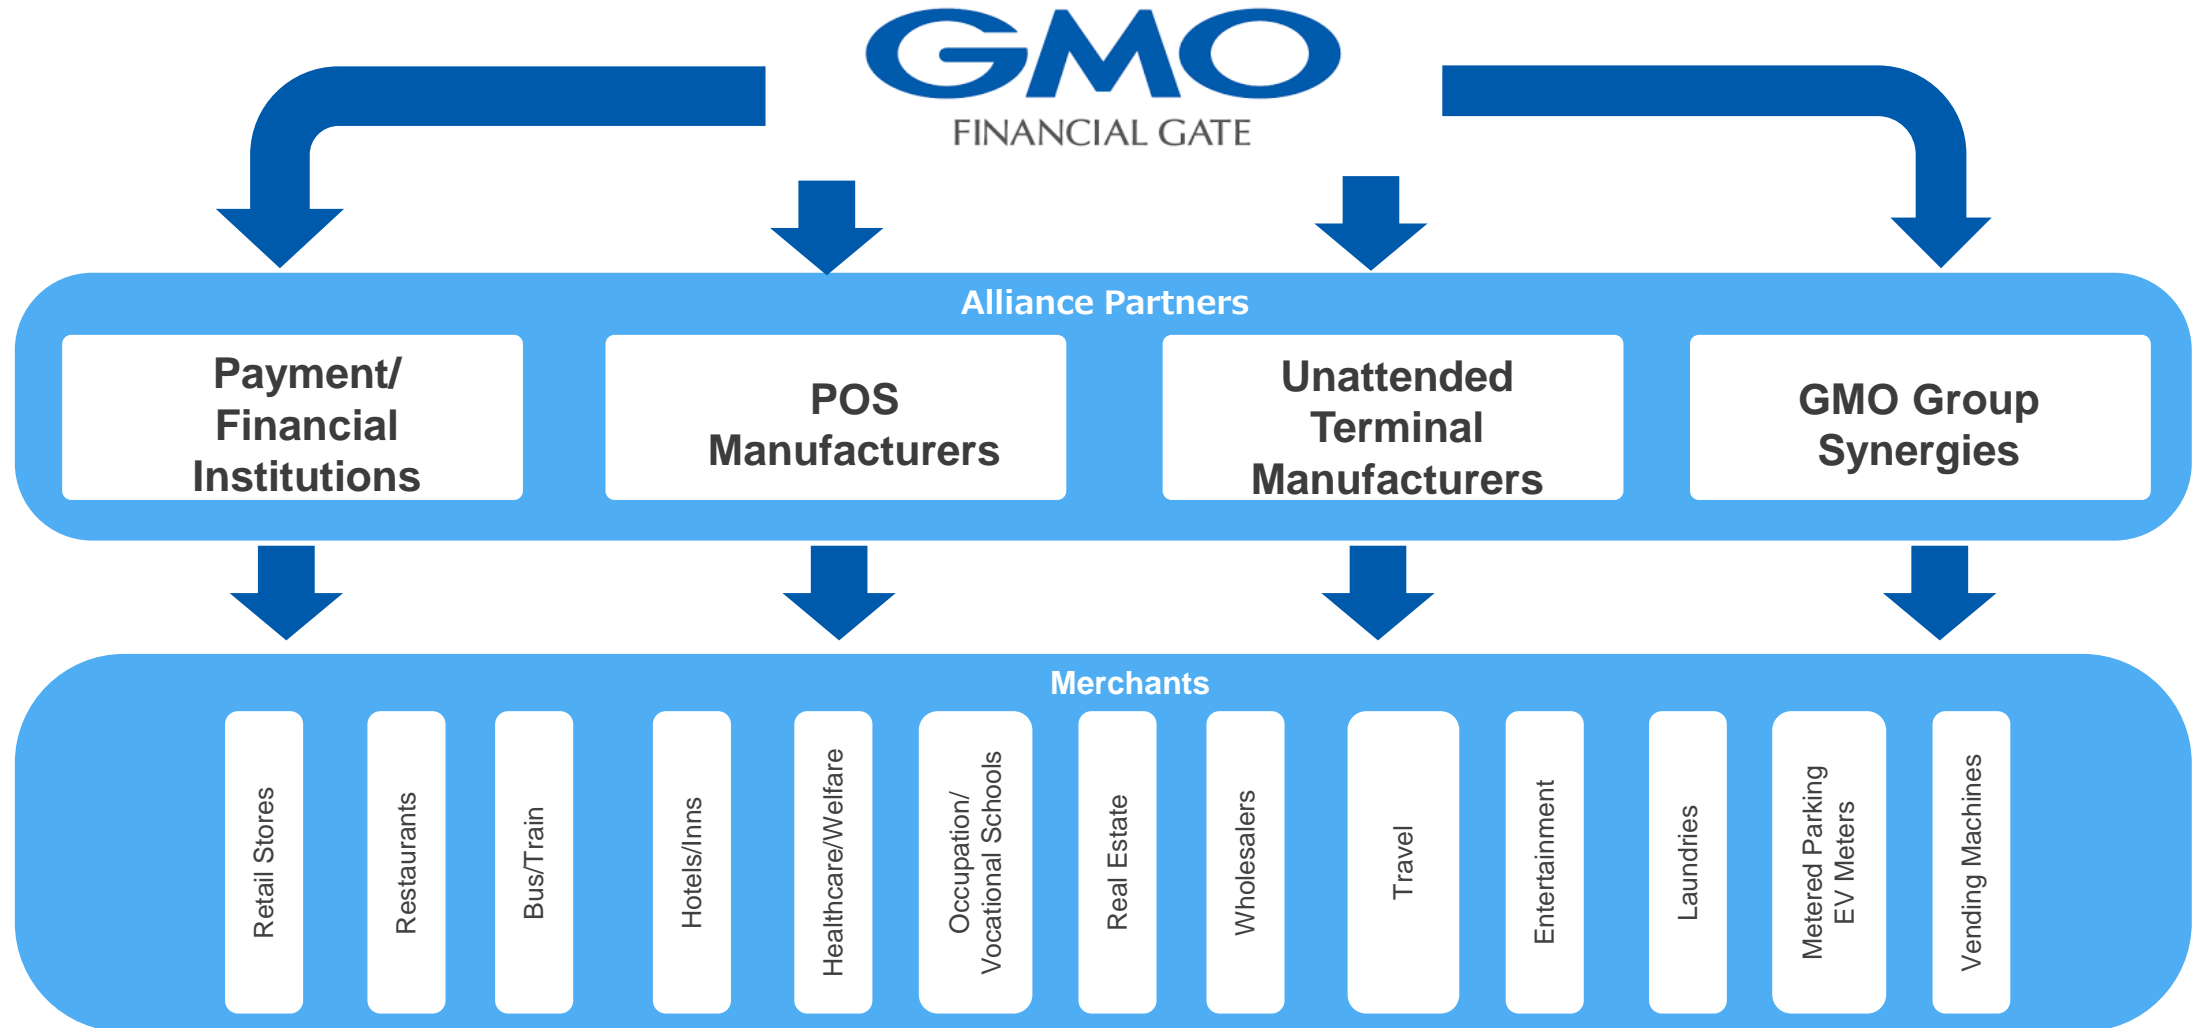 GMO
FINANCIAL GATE
Alliance Partners
Payment/
Financial
Institutions
POS
Manufacturers
Unattended
Terminal
Manufacturers
GMO Group
Synergies
Merchants
Retail Stores
Restaurants
Bus/Train
Hotels/Inns
Healthcare/Welfare
Occupation/
Vocational Schools
Real Estate
Wholesalers
Travel
Entertainment
Laundries
Metered Parking
EV Meters
Vending Machines